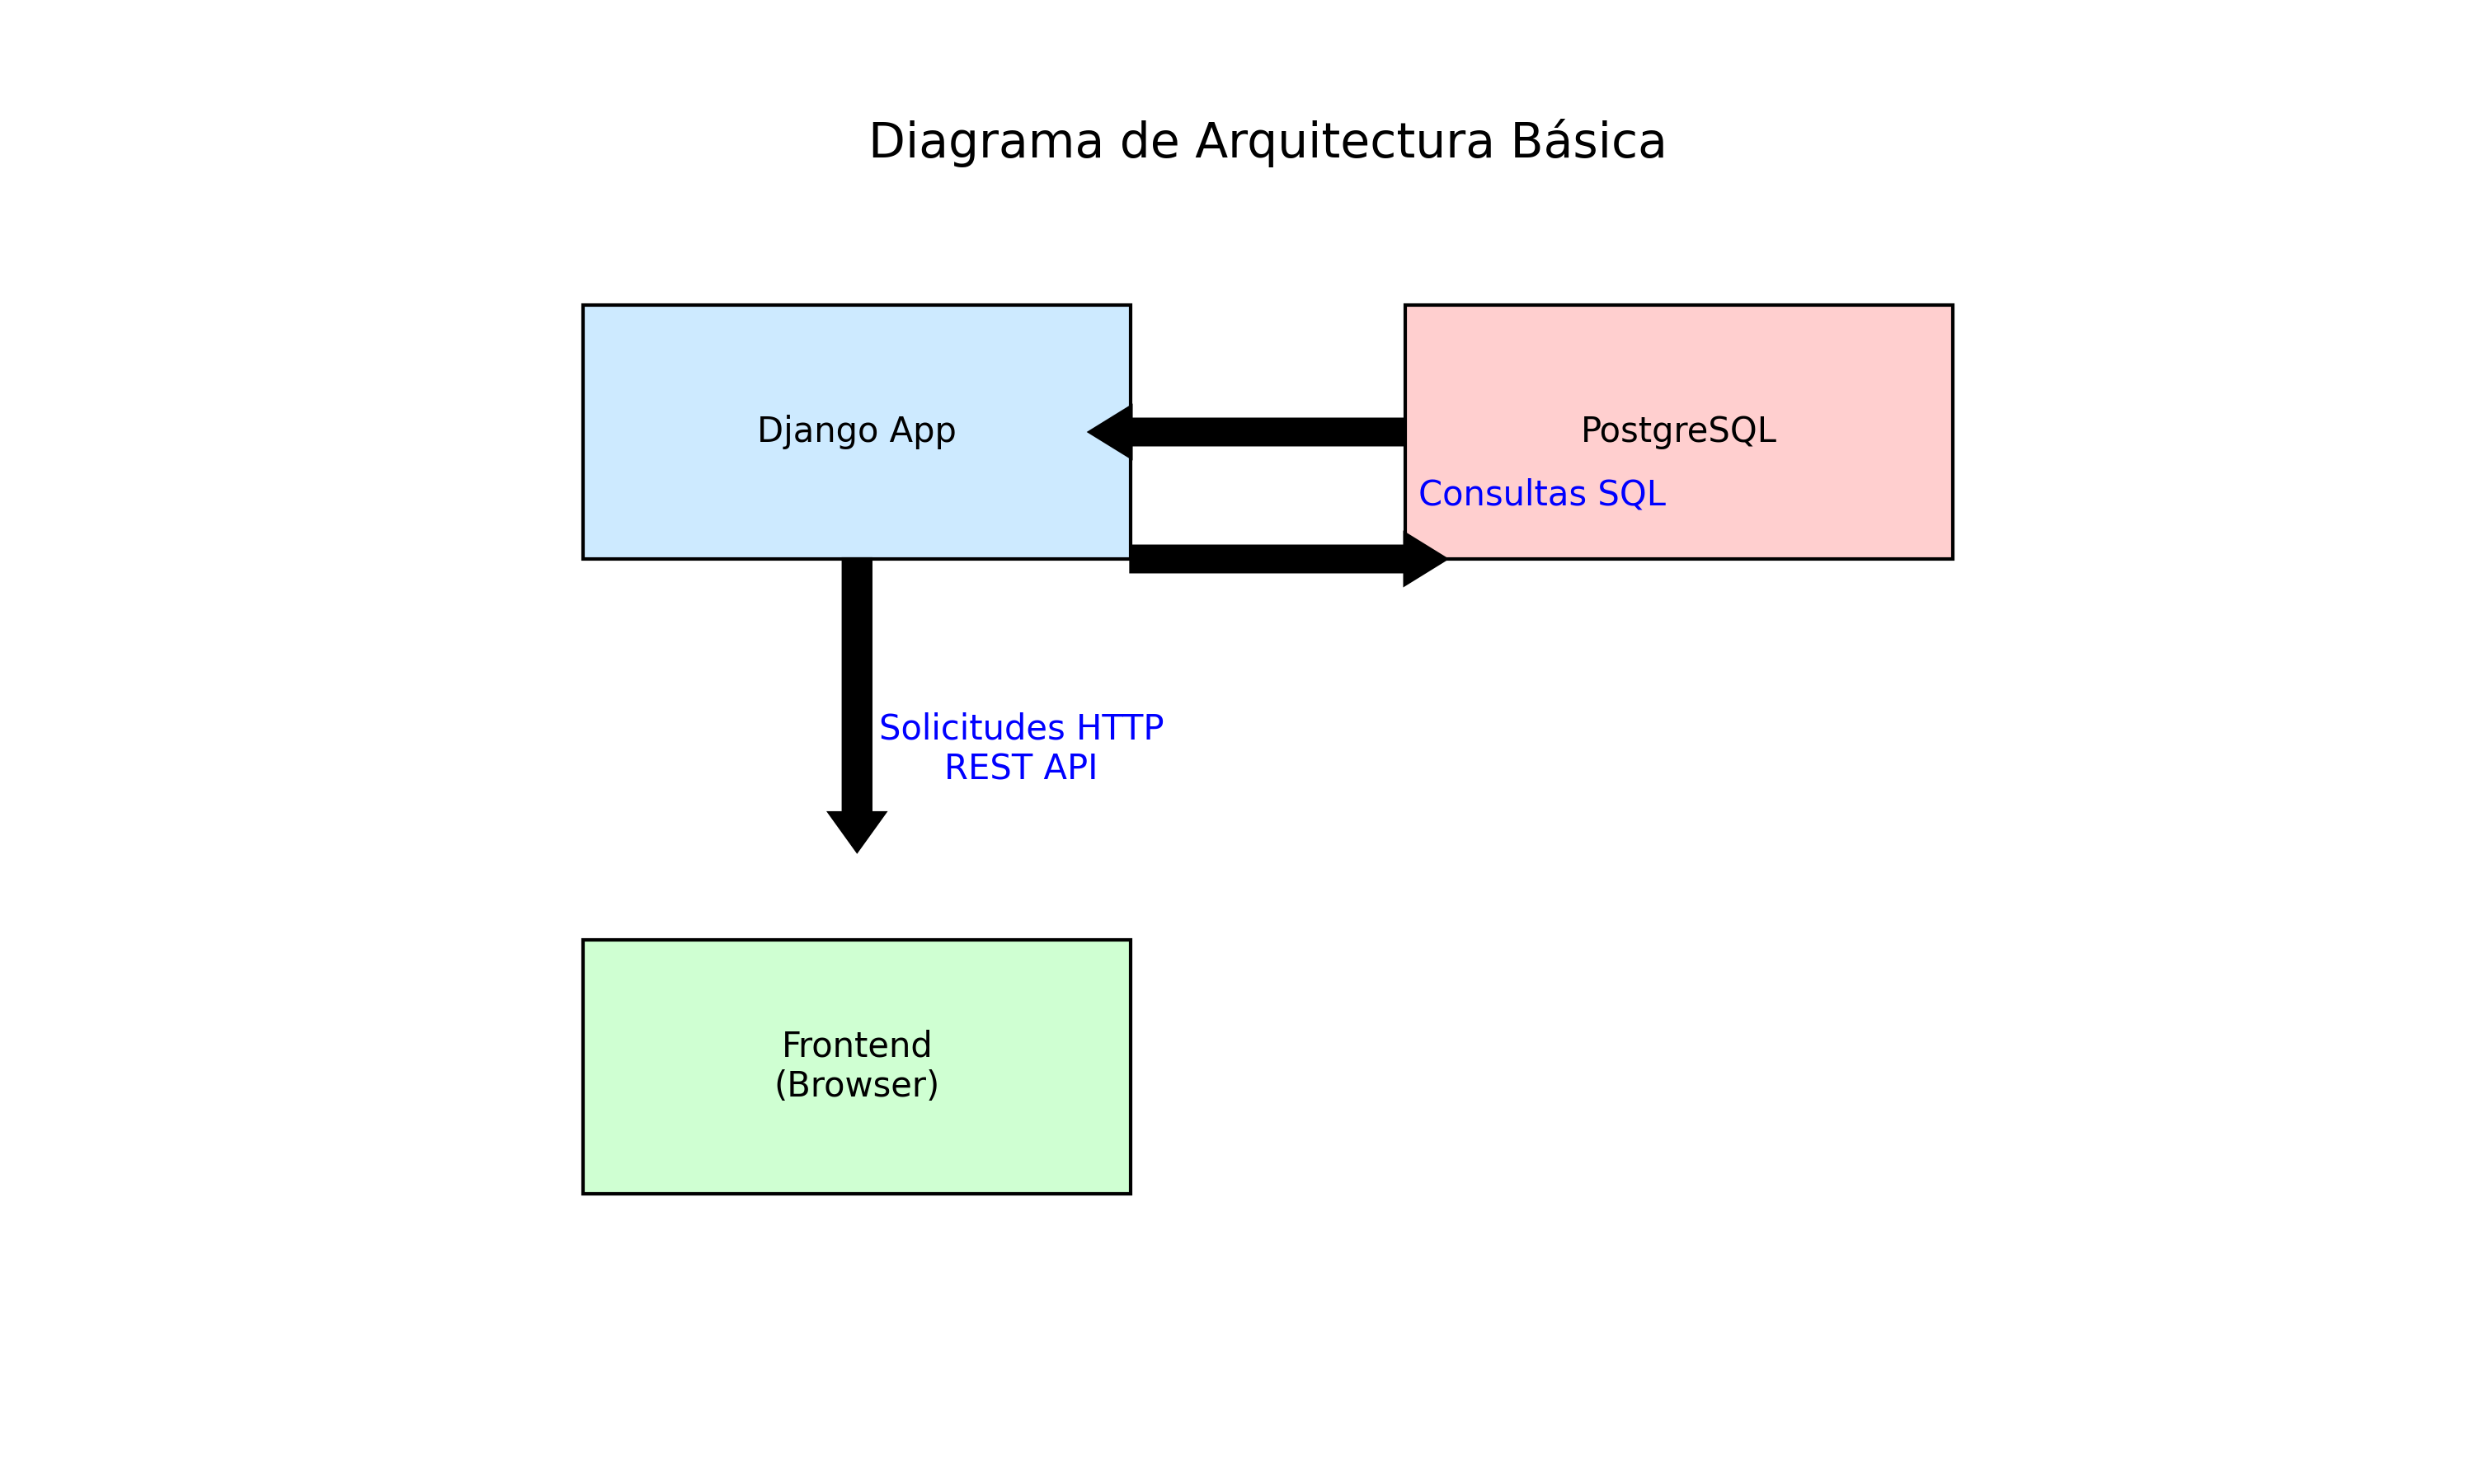 Diagrama de Arquitectura Básica
Django App
PostgreSQL
Consultas SQL
Solicitudes HTTP
REST API
Frontend
(Browser)